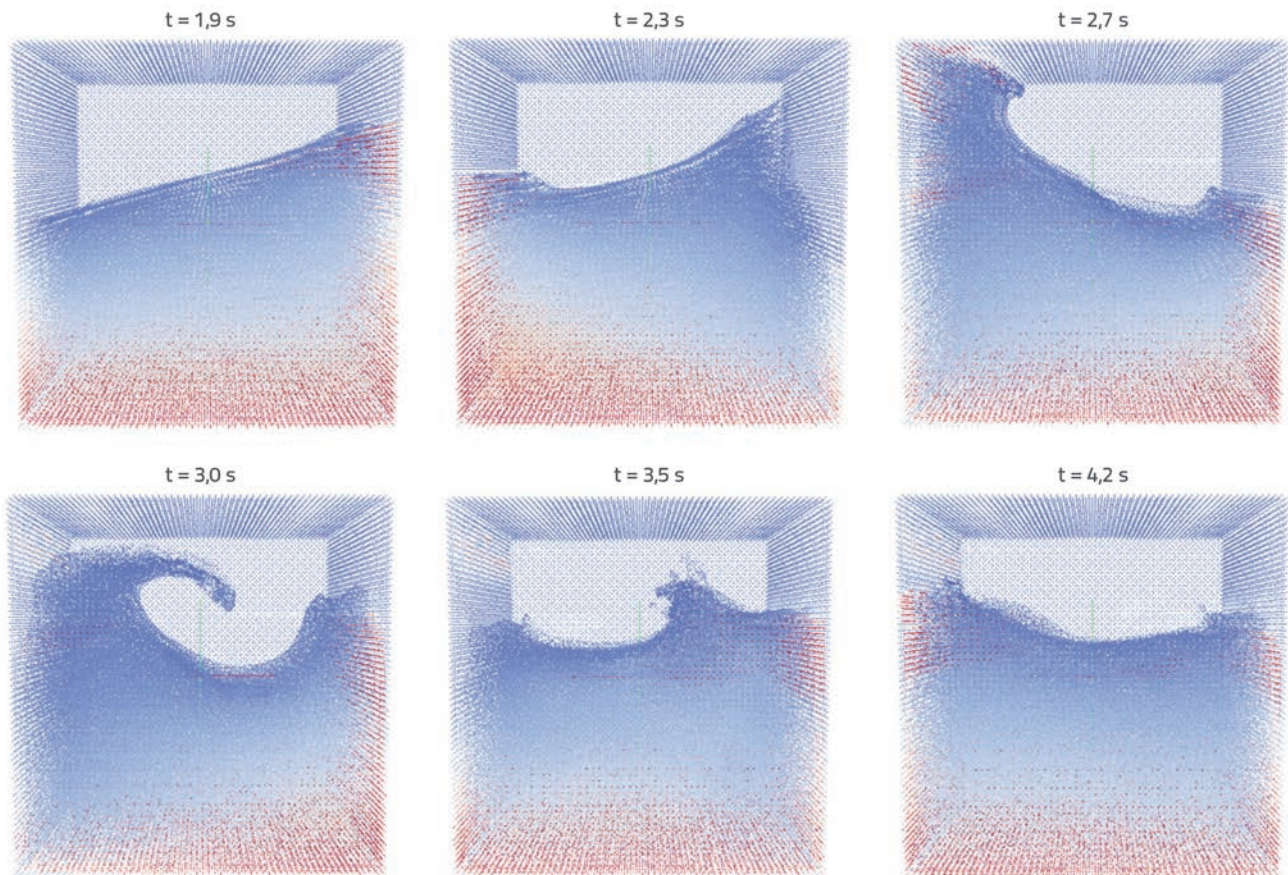 t = 1,9 s
t = 2,3 s
t = 2,7 s
t = 3,0 s
t = 3,5 s
t = 4,2 s